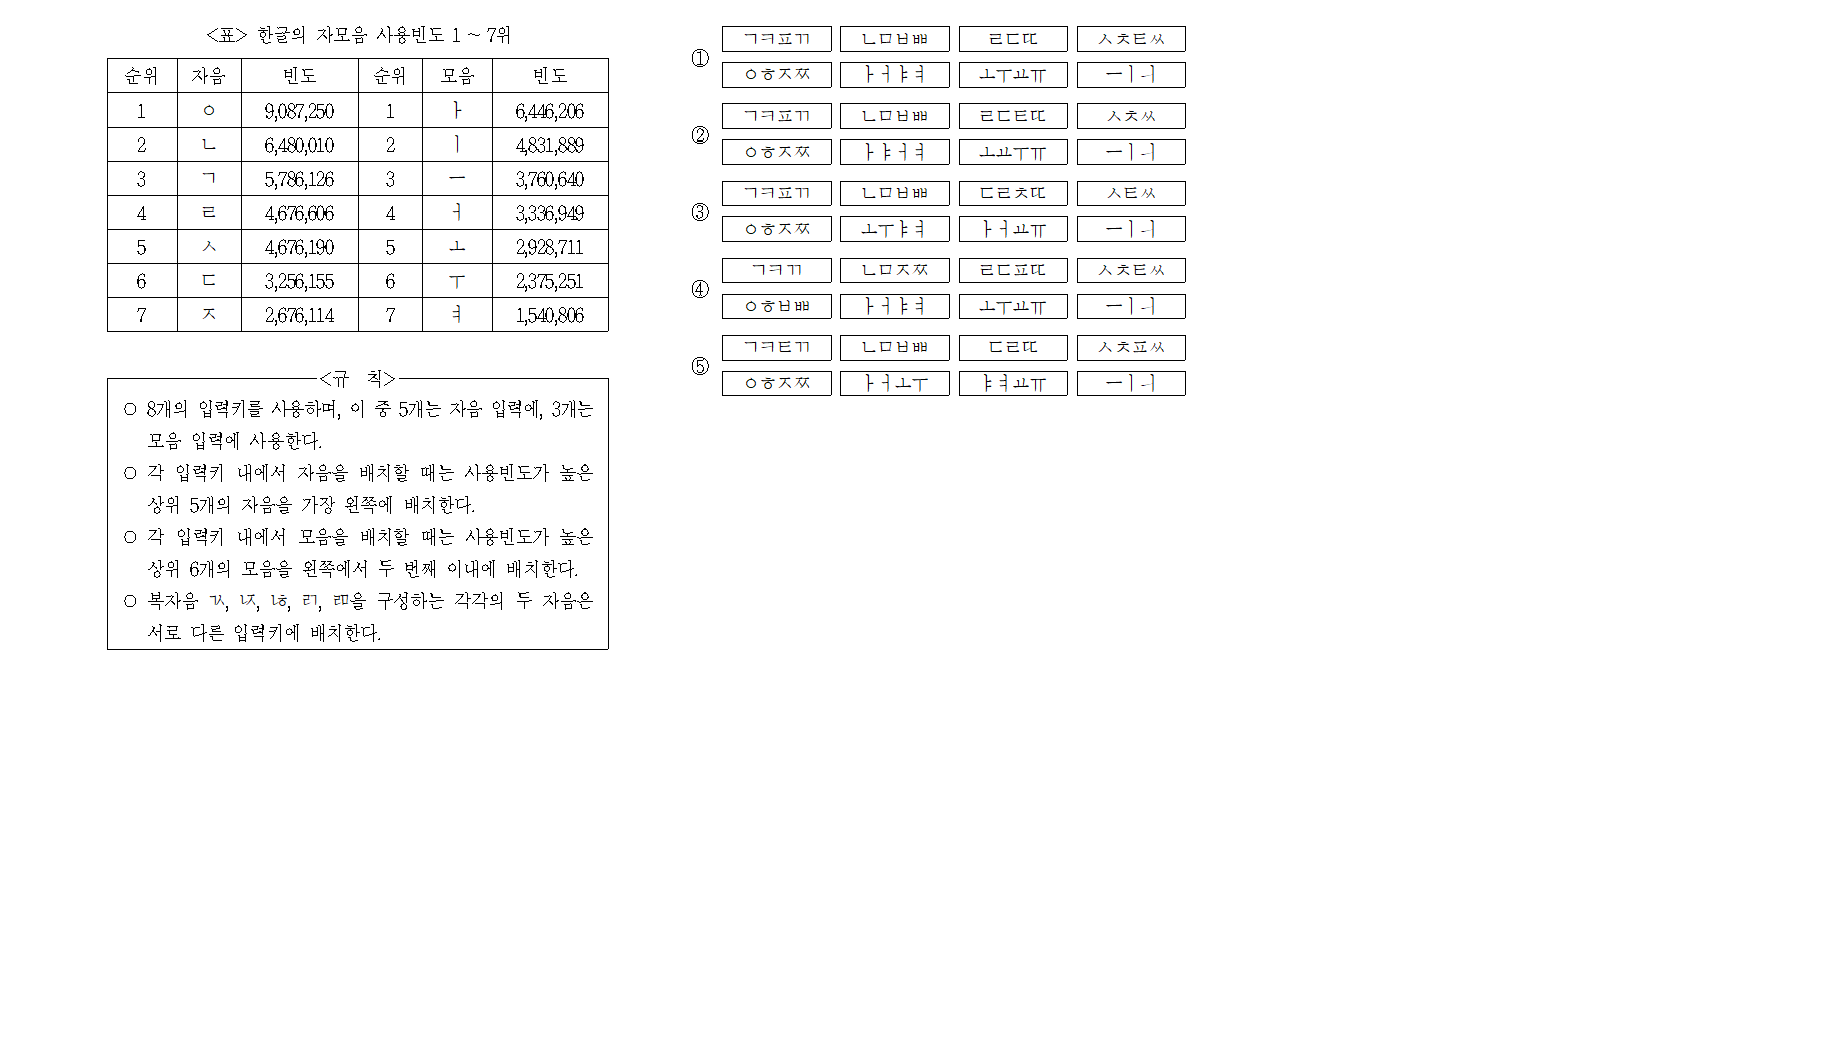 <표> 한글의 자모음 사용빈도 1 ~ 7위
순위 자음 빈도 순위 모음 빈도
1 ㅇ 9,087,250 1 ㅏ 6,446,206
2 ㄴ 6,480,010 2 ㅣ 4,831,889
3 ㄱ 5,786,126 3 ㅡ 3,760,640
4 ㄹ 4,676,606 4 ㅓ 3,336,949
5 ㅅ 4,676,190 5 ㅗ 2,928,711
6 ㄷ 3,256,155 6 ㅜ 2,375,251
7 ㅈ 2,676,114 7 ㅕ 1,540,806
<규 칙>
○ 8개의 입력키를 사용하며, 이 중 5개는 자음 입력에, 3개는
모음 입력에 사용한다.
○ 각 입력키 내에서 자음을 배치할 때는 사용빈도가 높은
상위 5개의 자음을 가장 왼쪽에 배치한다.
○ 각 입력키 내에서 모음을 배치할 때는 사용빈도가 높은
상위 6개의 모음을 왼쪽에서 두 번째 이내에 배치한다.
○ 복자음 ㄳ, ㄵ, ㄶ, ㄺ, ㄻ을 구성하는 각각의 두 자음은
서로 다른 입력키에 배치한다.
① ㄱㅋㅍㄲ ㄴㅁㅂㅃ ㄹㄷㄸ ㅅㅊㅌㅆ
ㅇㅎㅈㅉ ㅏㅓㅑㅕ ㅗㅜㅛㅠ ㅡㅣㅢ
② ㄱㅋㅍㄲ ㄴㅁㅂㅃ ㄹㄷㅌㄸ ㅅㅊㅆ
ㅇㅎㅈㅉ ㅏㅑㅓㅕ ㅗㅛㅜㅠ ㅡㅣㅢ
③ ㄱㅋㅍㄲ ㄴㅁㅂㅃ ㄷㄹㅊㄸ ㅅㅌㅆ
ㅇㅎㅈㅉ ㅗㅜㅑㅕ ㅏㅓㅛㅠ ㅡㅣㅢ
④ ㄱㅋㄲ ㄴㅁㅈㅉ ㄹㄷㅍㄸ ㅅㅊㅌㅆ
ㅇㅎㅂㅃ ㅏㅓㅑㅕ ㅗㅜㅛㅠ ㅡㅣㅢ
⑤ ㄱㅋㅌㄲ ㄴㅁㅂㅃ ㄷㄹㄸ ㅅㅊㅍㅆ
ㅇㅎㅈㅉ ㅏㅓㅗㅜ ㅑㅕㅛㅠ ㅡㅣㅢ